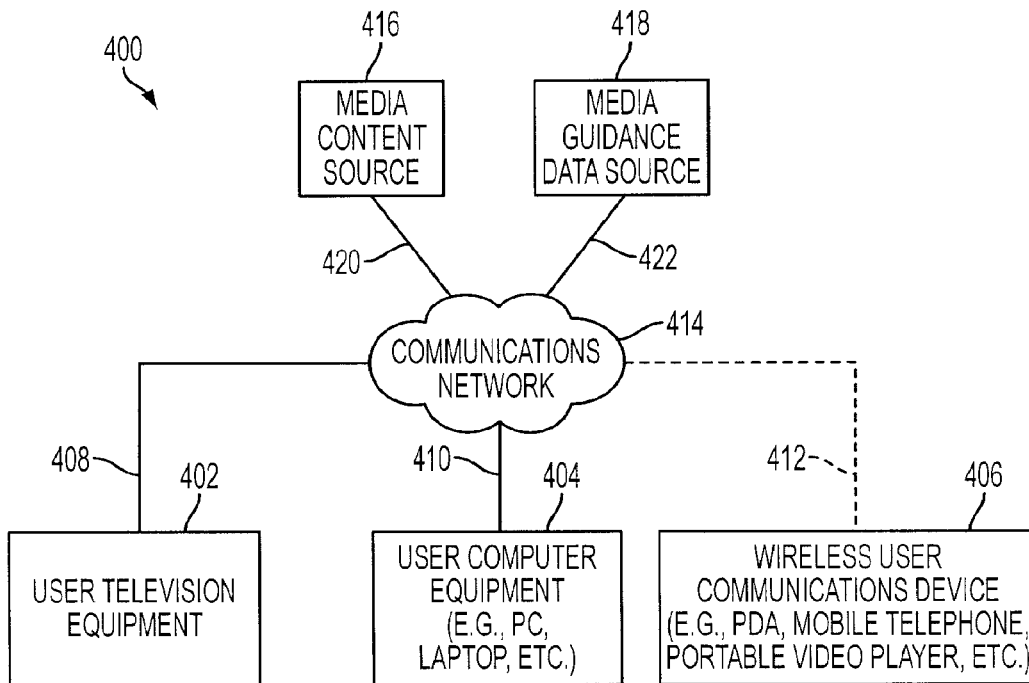 400
416
418
MEDIA
CONTENT
SOURCE
MEDIA
GUIDANCE
DATA SOURCE
420
422
414
COMMUNICATIONS
NETWORK
408
402
410
404
412
406
USER TELEVISION
EQUIPMENT
USER COMPUTER
EQUIPMENT
(E.G., PC,
LAPTOP, ETC.)
WIRELESS USER
COMMUNICATIONS DEVICE
(E.G., PDA, MOBILE TELEPHONE,
PORTABLE VIDEO PLAYER, ETC.)